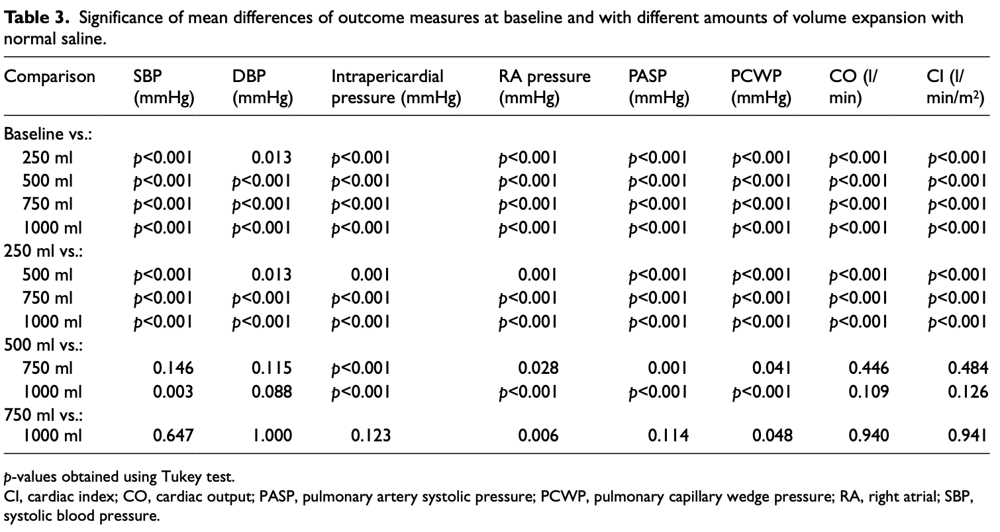 Table 3. Significance of mean differences of outcome measures at baseline and with different amounts of volume expansion with
normal saline.
Comparison SBP (mmHg) DBP (mmHg) Intrapericardial pressure (mmHg) RA pressure (mmHg) PASP (mmHg) PCWP (mmHg) CO (l/min) CI (l/min/m²)
Baseline vs.:
250 ml p<0.001 0.013 p<0.001 p<0.001 p<0.001 p<0.001 p<0.001 p<0.001
500 ml p<0.001 p<0.001 p<0.001 p<0.001 p<0.001 p<0.001 p<0.001 p<0.001
750 ml p<0.001 p<0.001 p<0.001 p<0.001 p<0.001 p<0.001 p<0.001 p<0.001
1000 ml p<0.001 p<0.001 p<0.001 p<0.001 p<0.001 p<0.001 p<0.001 p<0.001
250 ml vs.:
500 ml p<0.001 0.013 0.001 0.001 p<0.001 p<0.001 p<0.001 p<0.001
750 ml p<0.001 p<0.001 p<0.001 p<0.001 p<0.001 p<0.001 p<0.001 p<0.001
1000 ml p<0.001 p<0.001 p<0.001 p<0.001 p<0.001 p<0.001 p<0.001 p<0.001
500 ml vs.:
750 ml 0.146 0.115 p<0.001 0.028 0.001 0.041 0.446 0.484
1000 ml 0.003 0.088 p<0.001 p<0.001 p<0.001 p<0.001 0.109 0.126
750 ml vs.:
1000 ml 0.647 1.000 0.123 0.006 0.114 0.048 0.940 0.941
p-values obtained using Tukey test.
CI, cardiac index; CO, cardiac output; PASP, pulmonary artery systolic pressure; PCWP, pulmonary capillary wedge pressure; RA, right atrial; SBP,
systolic blood pressure.